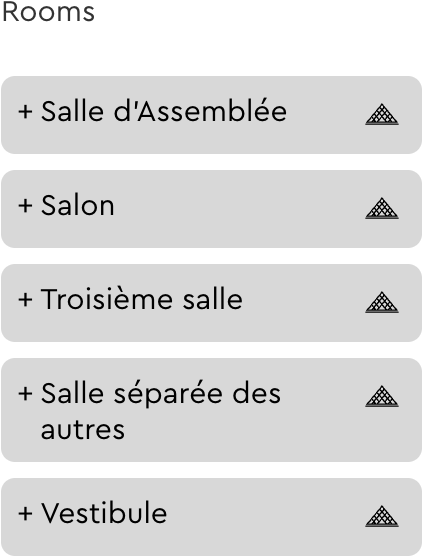 Rooms
+ Salle d'Assemblée
+ Salon
+ Troisième salle
+ Salle séparée des
autres
+ Vestibule